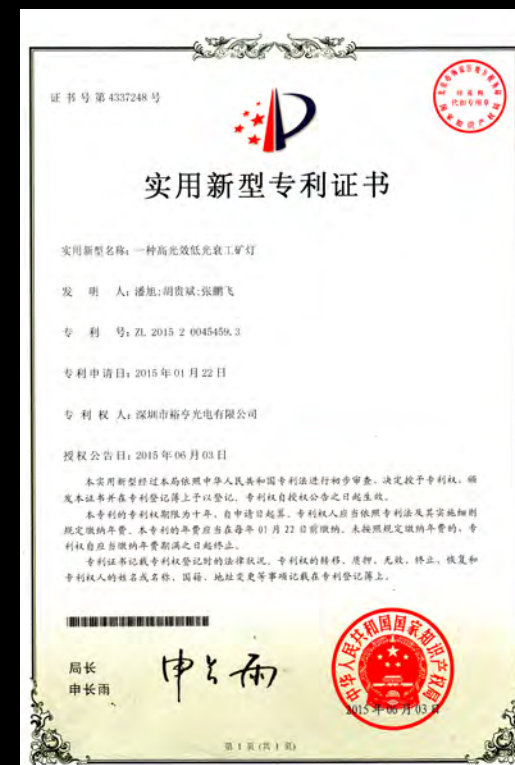 证书号第4337248号
实用新型专利证书
实用新型名称：一种高光效低光衰工矿灯
发 明 人：潘旭;胡贵斌;张鹏飞
专 利 号：ZL 2015 2 0045459.3
专利申请日：2015年01月22日
专 利 权 人：深圳市裕亨光电有限公司
授权公告日：2015年06月03日
本实用新型经过本局依照中华人民共和国专利法进行初步审查，决定授予专利权，颁
发本证书并在专利登记簿上予以登记。专利权自授权公告之日起生效。
本专利的专利权期限为十年，自申请日起算。专利权人应当依照专利法及其实施细则
规定缴纳年费。本专利的年费应当在每年01月22日前缴纳。未按照规定缴纳年费的，专
利权自应当缴纳年费期满之日起终止。
专利证书记载专利权登记时的法律状况。专利权的转移、质押、无效、终止、恢复和
专利权人的姓名或名称、国籍、地址变更等事项记载在专利登记簿上。
局长
申长雨
申长雨
中华人民共和国国家知识产权局
2015年06月03日
第1页(共1页)